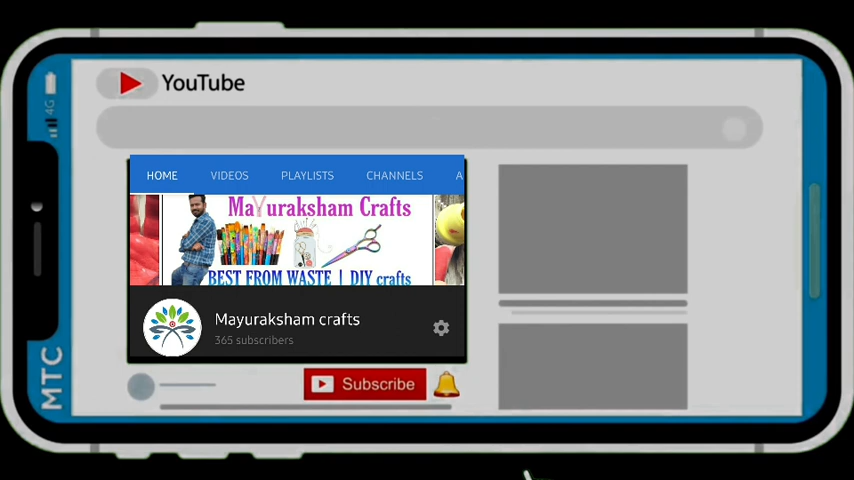 YouTube
4G
HOME VIDEOS PLAYLISTS CHANNELS A
MaYuraksham Crafts
BEST FROM WASTE | DIY crafts
Mayuraksham crafts
365 subscribers
MTC
Subscribe